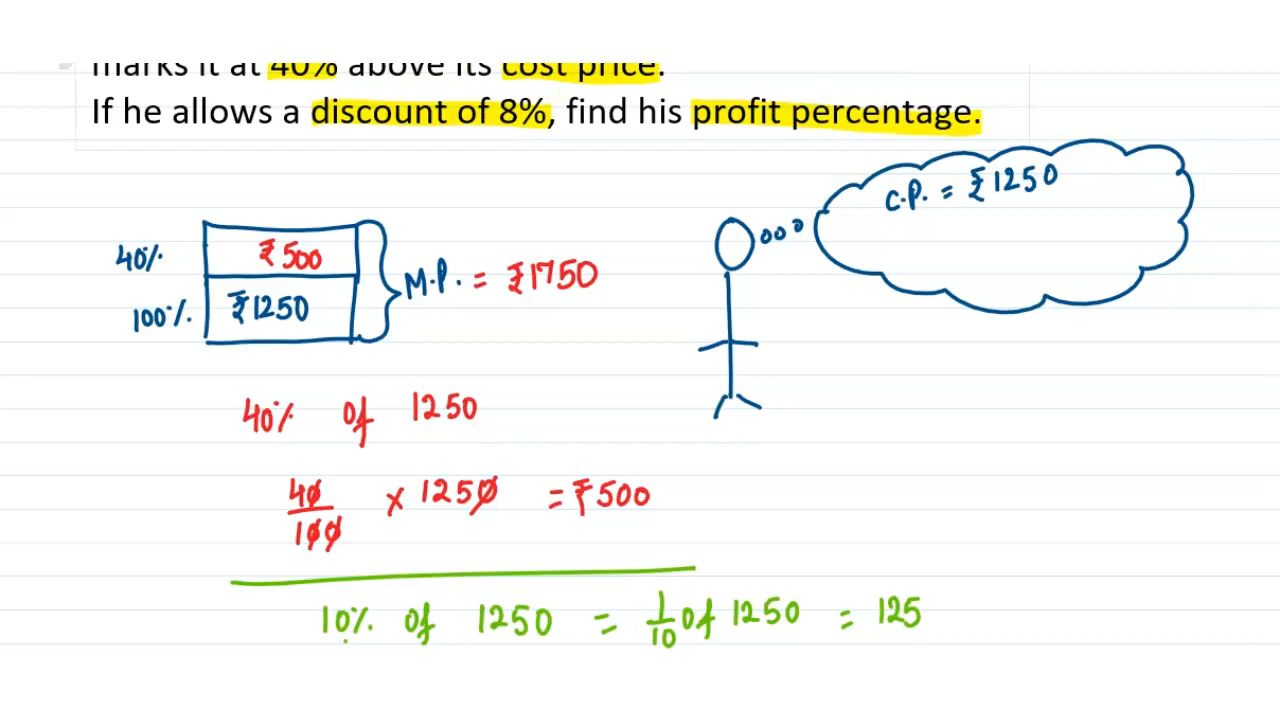 marks it at 40% above its cost price.
If he allows a discount of 8%, find his profit percentage.
C.P. = ₹1250
40% ₹500
M.P. = ₹1750
100% ₹1250
40% of 1250
40/100 × 1250 = ₹500
10% of 1250 = 1/10 of 1250 = 125